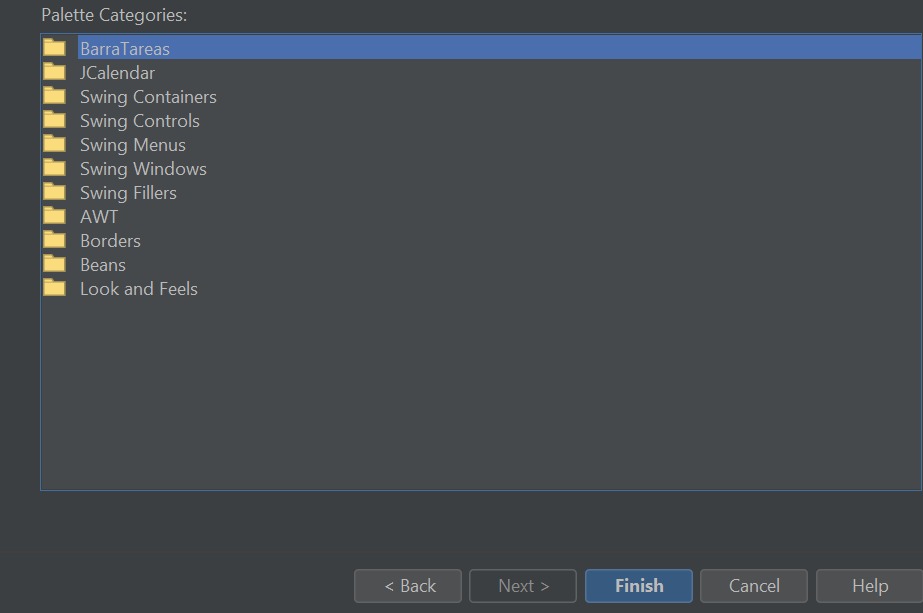 Palette Categories:
BarraTareas
JCalendar
Swing Containers
Swing Controls
Swing Menus
Swing Windows
Swing Fillers
AWT
Borders
Beans
Look and Feels
< Back Next > Finish Cancel Help